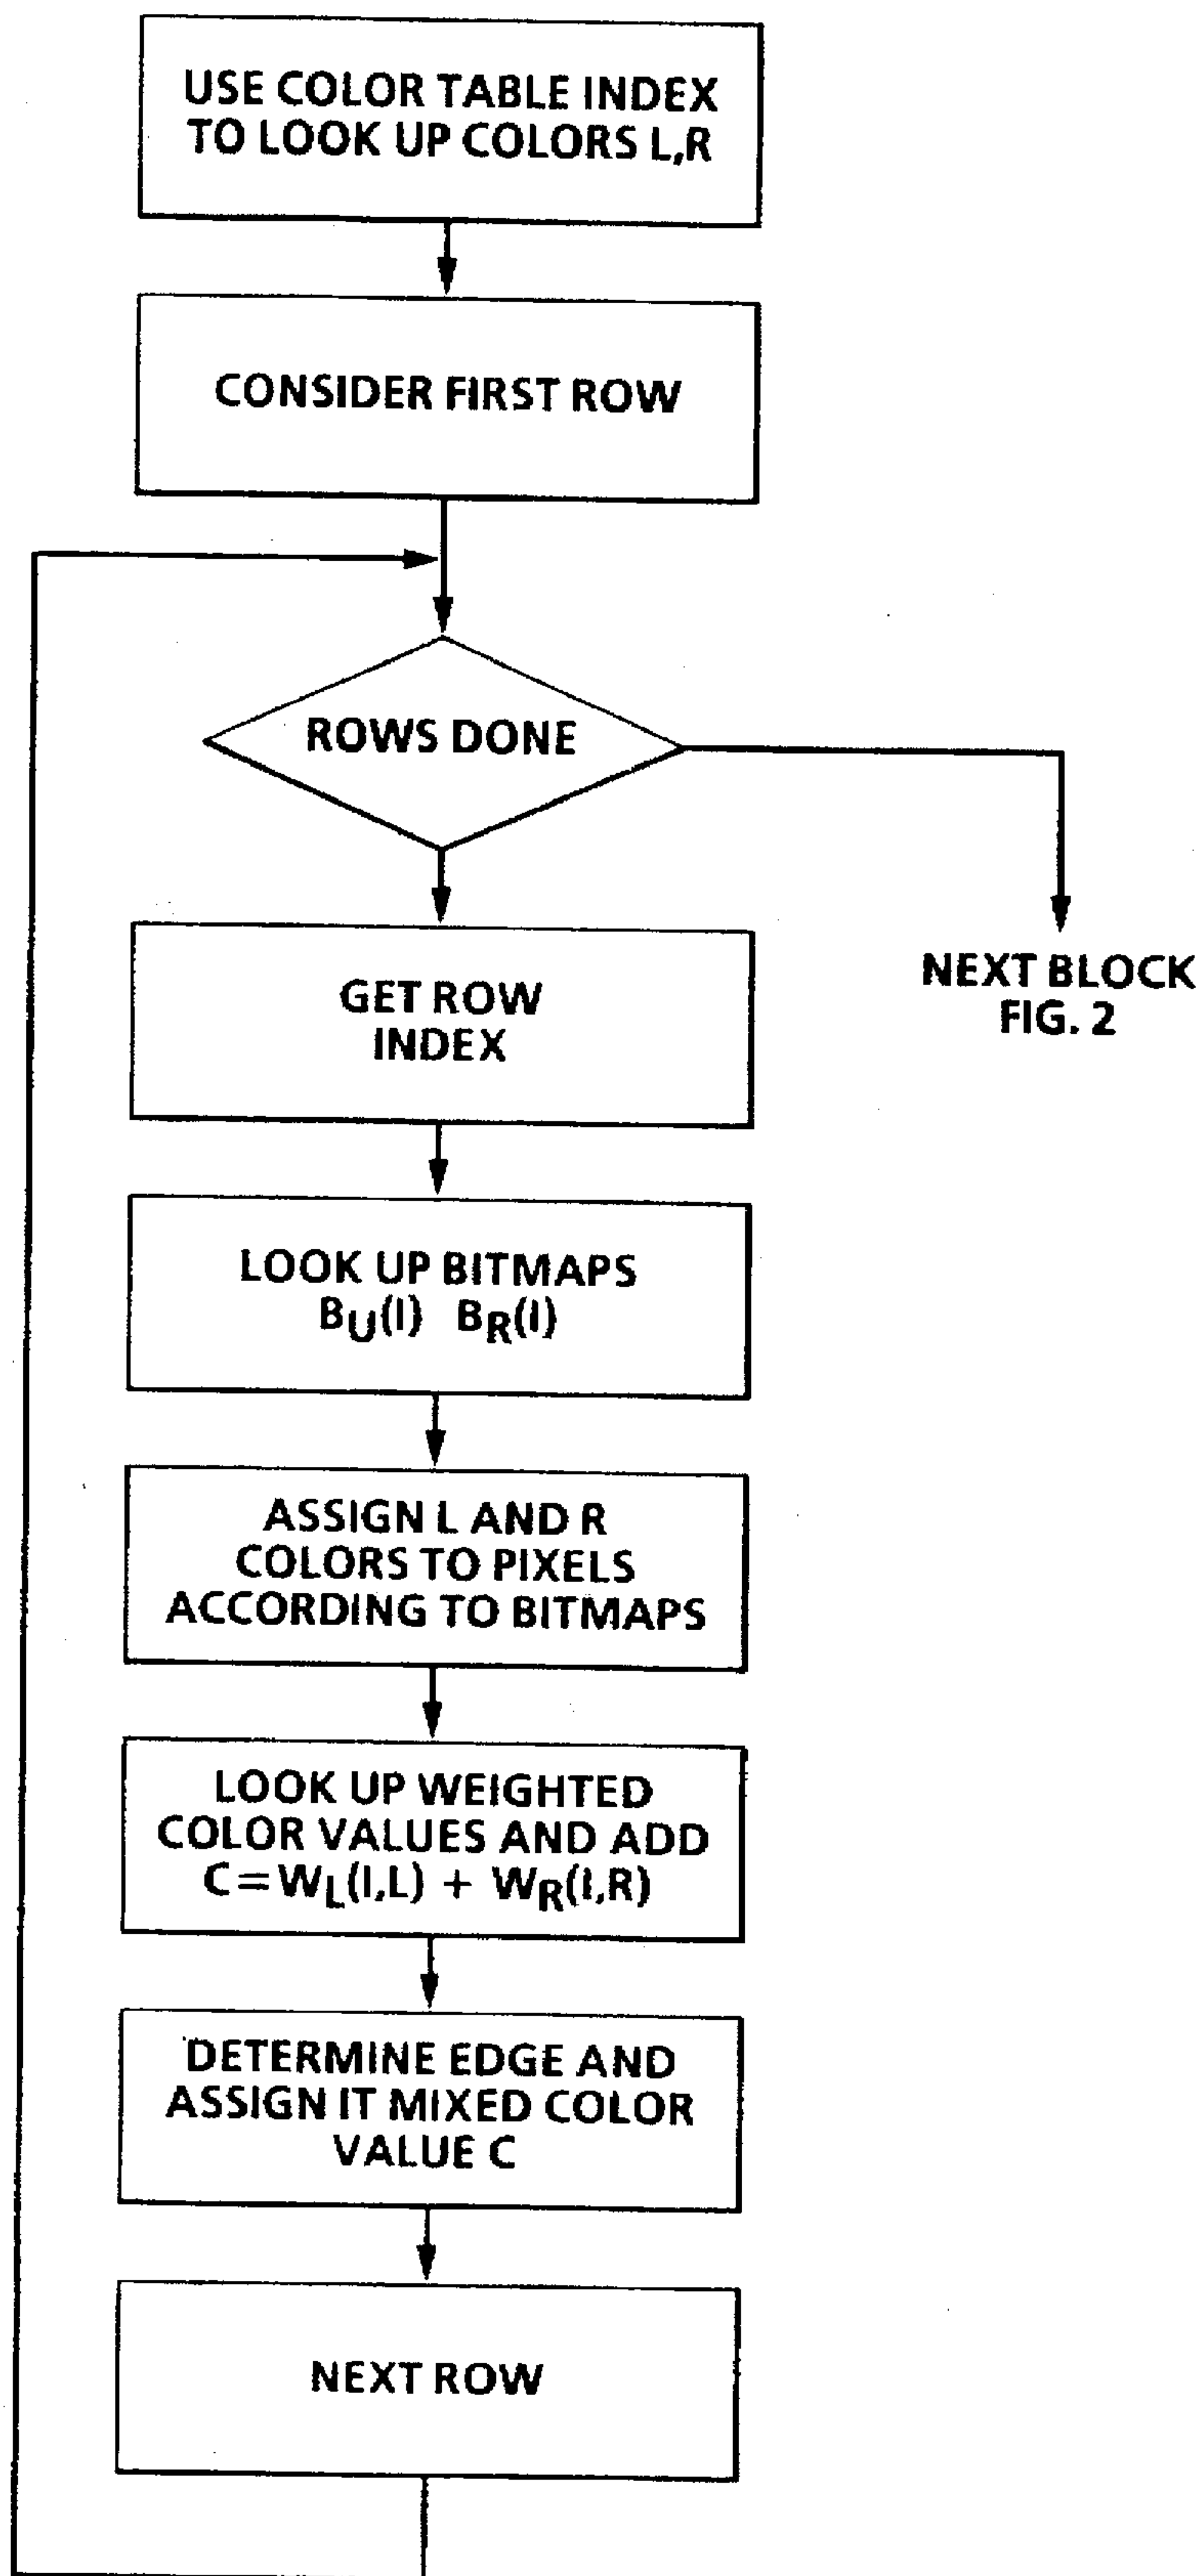 USE COLOR TABLE INDEX
TO LOOK UP COLORS L,R
CONSIDER FIRST ROW
ROWS DONE
GET ROW
INDEX
NEXT BLOCK
FIG. 2
LOOK UP BITMAPS
BU(I) BR(I)
ASSIGN L AND R
COLORS TO PIXELS
ACCORDING TO BITMAPS
LOOK UP WEIGHTED
COLOR VALUES AND ADD
C=WL(I,L) + WR(I,R)
DETERMINE EDGE AND
ASSIGN IT MIXED COLOR
VALUE C
NEXT ROW